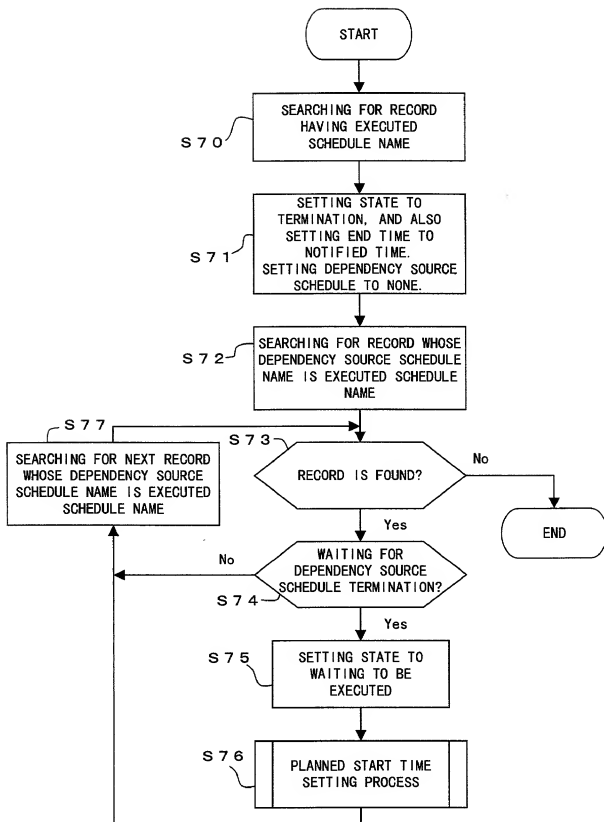 START
S70
SEARCHING FOR RECORD
HAVING EXECUTED
SCHEDULE NAME
S71
SETTING STATE TO
TERMINATION, AND ALSO
SETTING END TIME TO
NOTIFIED TIME.
SETTING DEPENDENCY SOURCE
SCHEDULE TO NONE.
S72
SEARCHING FOR RECORD WHOSE
DEPENDENCY SOURCE SCHEDULE
NAME IS EXECUTED SCHEDULE
NAME
S77
SEARCHING FOR NEXT RECORD
WHOSE DEPENDENCY SOURCE
SCHEDULE NAME IS EXECUTED
SCHEDULE NAME
S73
RECORD IS FOUND?
No
END
Yes
No
WAITING FOR
DEPENDENCY SOURCE
SCHEDULE TERMINATION?
S74
Yes
S75
SETTING STATE TO
WAITING TO BE
EXECUTED
S76
PLANNED START TIME
SETTING PROCESS